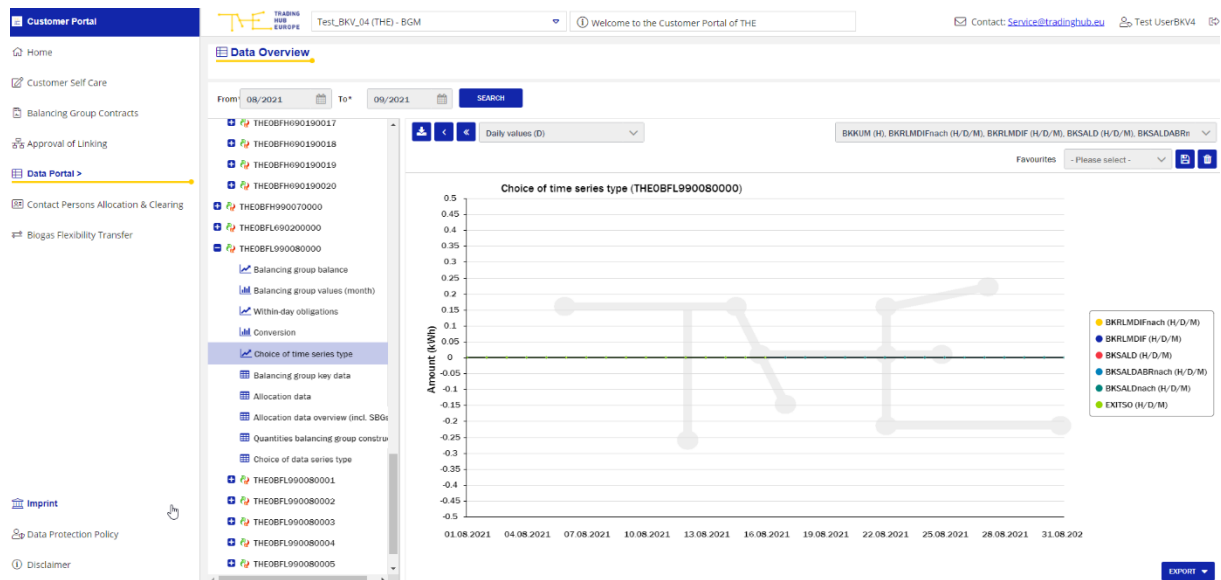 Customer Portal
TRADING
HUB
EUROPE
Test_BKV_04 (THE) - BGM
Welcome to the Customer Portal of THE
Contact: Service@tradinghub.eu
Test UserBKV4
Home
Customer Self Care
Balancing Group Contracts
Approval of Linking
Data Portal >
Contact Persons Allocation & Clearing
Biogas Flexibility Transfer
Imprint
Data Protection Policy
Disclaimer
Data Overview
From* 08/2021 To* 09/2021 SEARCH
THE0BFH690190017
THE0BFH690190018
THE0BFH690190019
THE0BFH690190020
THE0BFH990070000
THE0BFL690200000
THE0BFL990080000
Balancing group balance
Balancing group values (month)
Within-day obligations
Conversion
Choice of time series type
Balancing group key data
Allocation data
Allocation data overview (incl. SBGs
Quantities balancing group constru
Choice of data series type
THE0BFL990080001
THE0BFL990080002
THE0BFL990080003
THE0BFL990080004
THE0BFL990080005
Daily values (D)
BKKUM (H), BKRLMDIFnach (H/D/M), BKRLMDIF (H/D/M), BKSALD (H/D/M), BKSALDABRn
Favourites - Please select -
Choice of time series type (THE0BFL990080000)
Amount (kWh)
0.5
0.45
0.4
0.35
0.3
0.25
0.2
0.15
0.1
0.05
0
-0.05
-0.1
-0.15
-0.2
-0.25
-0.3
-0.35
-0.4
-0.45
-0.5
01.08.2021 04.08.2021 07.08.2021 10.08.2021 13.08.2021 16.08.2021 19.08.2021 22.08.2021 25.08.2021 28.08.2021 31.08.202
BKRLMDIFnach (H/D/M)
BKRLMDIF (H/D/M)
BKSALD (H/D/M)
BKSALDABRnach (H/D/M)
BKSALDnach (H/D/M)
EXITSO (H/D/M)
EXPORT